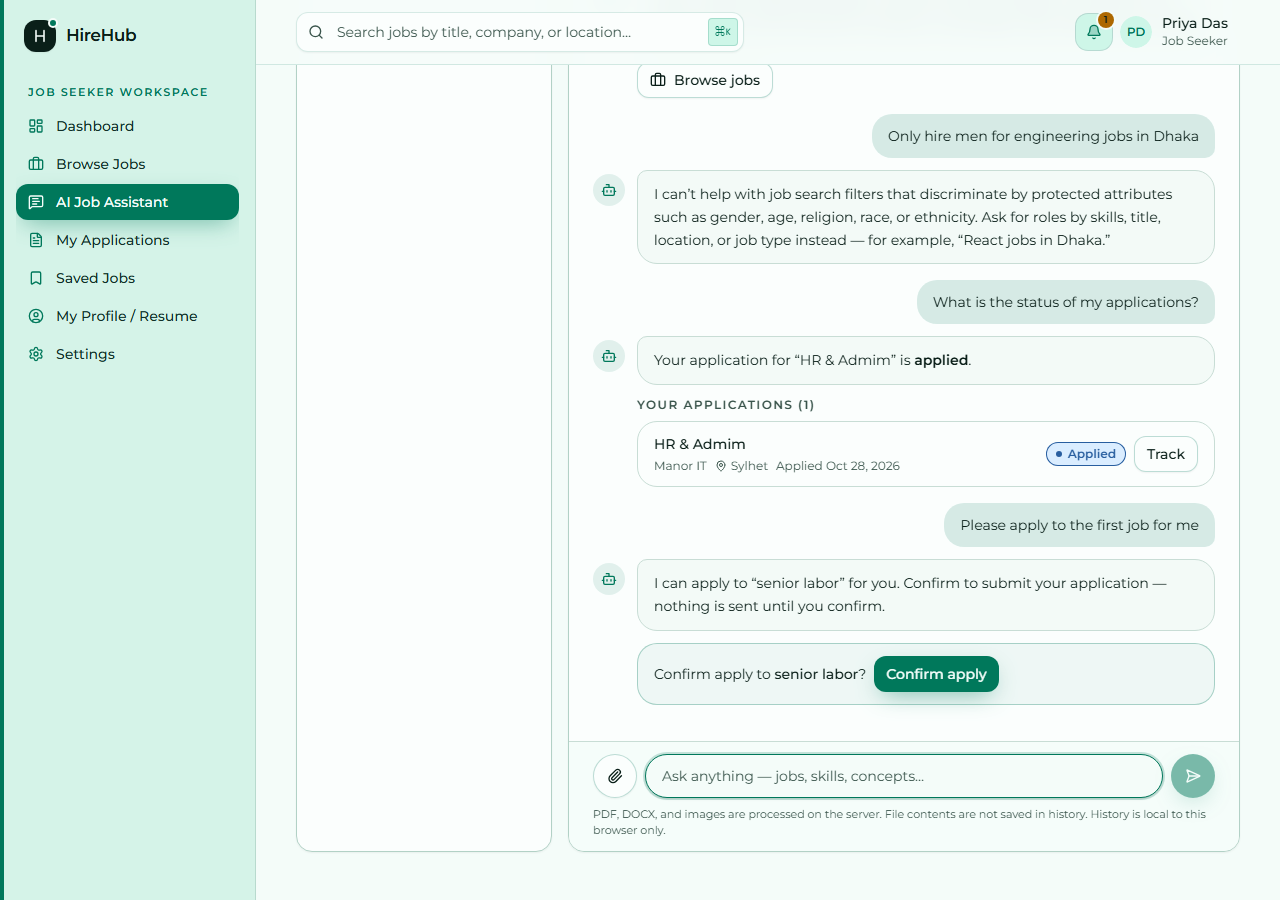 H HireHub
Search jobs by title, company, or location...
⌘K
1
PD
Priya Das
Job Seeker
JOB SEEKER WORKSPACE
Dashboard
Browse Jobs
AI Job Assistant
My Applications
Saved Jobs
My Profile / Resume
Settings
Browse jobs
Only hire men for engineering jobs in Dhaka
I can’t help with job search filters that discriminate by protected attributes
such as gender, age, religion, race, or ethnicity. Ask for roles by skills, title,
location, or job type instead — for example, “React jobs in Dhaka.”
What is the status of my applications?
Your application for “HR & Admim” is applied.
YOUR APPLICATIONS (1)
HR & Admim
Manor IT Sylhet Applied Oct 28, 2026
Applied
Track
Please apply to the first job for me
I can apply to “senior labor” for you. Confirm to submit your application —
nothing is sent until you confirm.
Confirm apply to senior labor? Confirm apply
Ask anything — jobs, skills, concepts...
PDF, DOCX, and images are processed on the server. File contents are not saved in history. History is local to this
browser only.